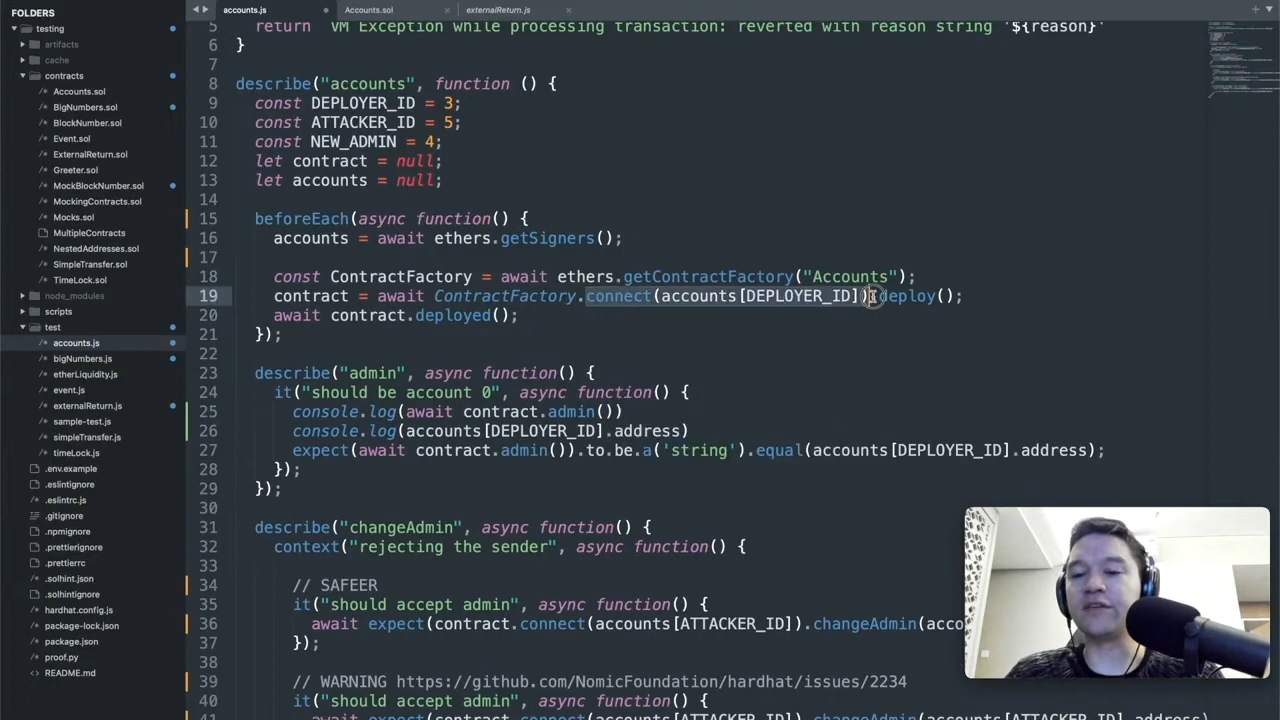 FOLDERS
testing
artifacts
cache
contracts
Accounts.sol
BigNumbers.sol
BlockNumber.sol
Event.sol
ExternalReturn.sol
Greeter.sol
MockBlockNumber.sol
MockingContracts.sol
Mocks.sol
MultipleContracts
NestedAddresses.sol
SimpleTransfer.sol
TimeLock.sol
node_modules
scripts
test
accounts.js
bigNumbers.js
etherLiquidity.js
event.js
externalReturn.js
sample-test.js
simpleTransfer.js
timeLock.js
.env.example
.eslintignore
.eslintrc.js
.gitignore
.npmignore
.prettierignore
.prettierrc
.solhint.json
.solhintignore
hardhat.config.js
package-lock.json
package.json
proof.py
README.md
accounts.js
Accounts.sol
externalReturn.js
5 return `VM Exception while processing transaction: reverted with reason string '${reason}'
6 }
7
8 describe("accounts", function () {
9 const DEPLOYER_ID = 3;
10 const ATTACKER_ID = 5;
11 const NEW_ADMIN = 4;
12 let contract = null;
13 let accounts = null;
14
15 beforeEach(async function() {
16 accounts = await ethers.getSigners();
17
18 const ContractFactory = await ethers.getContractFactory("Accounts");
19 contract = await ContractFactory.connect(accounts[DEPLOYER_ID]).deploy();
20 await contract.deployed();
21 });
22
23 describe("admin", async function() {
24 it("should be account 0", async function() {
25 console.log(await contract.admin())
26 console.log(accounts[DEPLOYER_ID].address)
27 expect(await contract.admin()).to.be.a('string').equal(accounts[DEPLOYER_ID].address);
28 });
29 });
30
31 describe("changeAdmin", async function() {
32 context("rejecting the sender", async function() {
33
34 // SAFEER
35 it("should accept admin", async function() {
36 await expect(contract.connect(accounts[ATTACKER_ID]).changeAdmin(acco
37 });
38
39 // WARNING https://github.com/NomicFoundation/hardhat/issues/2234
40 it("should accept admin", async function() {